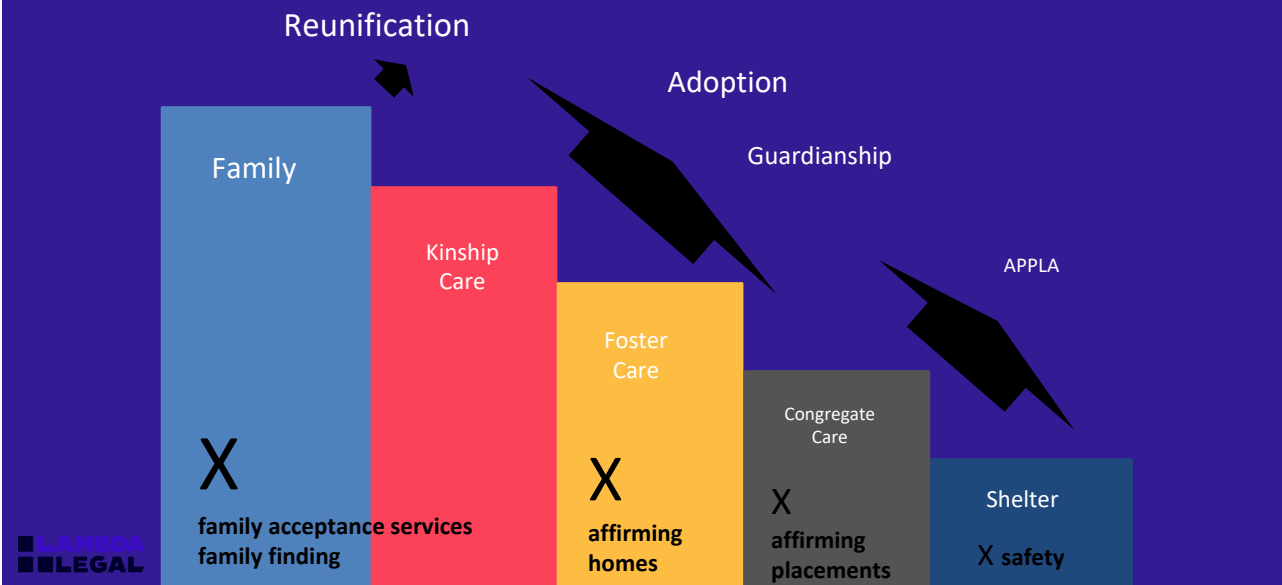 Reunification
Adoption
Guardianship
APPLA
Family
Kinship
Care
Foster
Care
Congregate
Care
Shelter
X
family acceptance services
family finding
X
affirming
homes
X
affirming
placements
X safety
LAMBDA
LEGAL